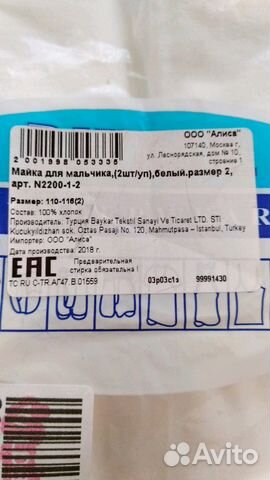 ООО "Алиса"
107140, Москва г,
ул. Леснорядская, дом № 10,
строение 1
2 001998 053335
Майка для мальчика,(2шт/уп),белый.размер 2,
арт. N2200-1-2
Размер: 110-116(2)
Состав: 100% хлопок
Производитель: Турция Baykar Tekstil Sanayi Ve Ticaret LTD. STI
Kucukyildizhan sok. Oztas Pasaji No. 120, Mahmutpasa – Istanbul, Turkey
Импортер: ООО "Алиса"
Дата производства: 2018 г.
EAC
Предварительная
стирка обязательна !
03р03с1э 99991430
ТС RU C-TR.АГ47.В.01559
Avito